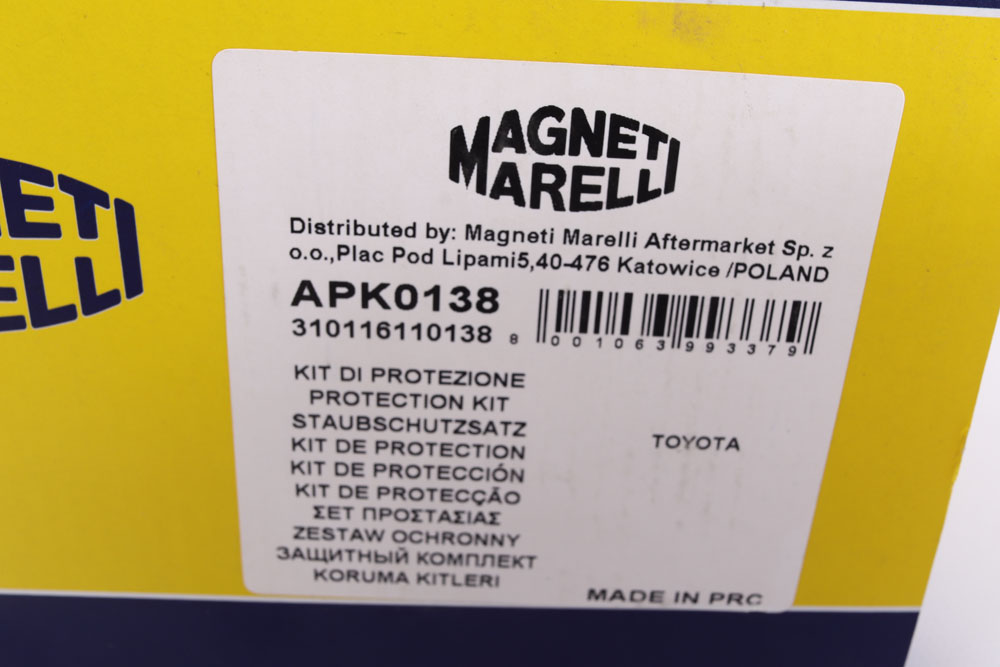 MAGNETI
MARELLI
Distributed by: Magneti Marelli Aftermarket Sp. z
o.o.,Plac Pod Lipami5,40-476 Katowice /POLAND
APK0138
310116110138
8 001063 993379
KIT DI PROTEZIONE
PROTECTION KIT
STAUBSCHUTZSATZ
KIT DE PROTECTION
KIT DE PROTECCIÓN
KIT DE PROTECÇÃO
ΣΕΤ ΠΡΟΣΤΑΣΙΑΣ
ZESTAW OCHRONNY
ЗАЩИТНЫЙ КОМПЛЕКТ
KORUMA KITLERI
TOYOTA
MADE IN PRC
ETI
ELLI